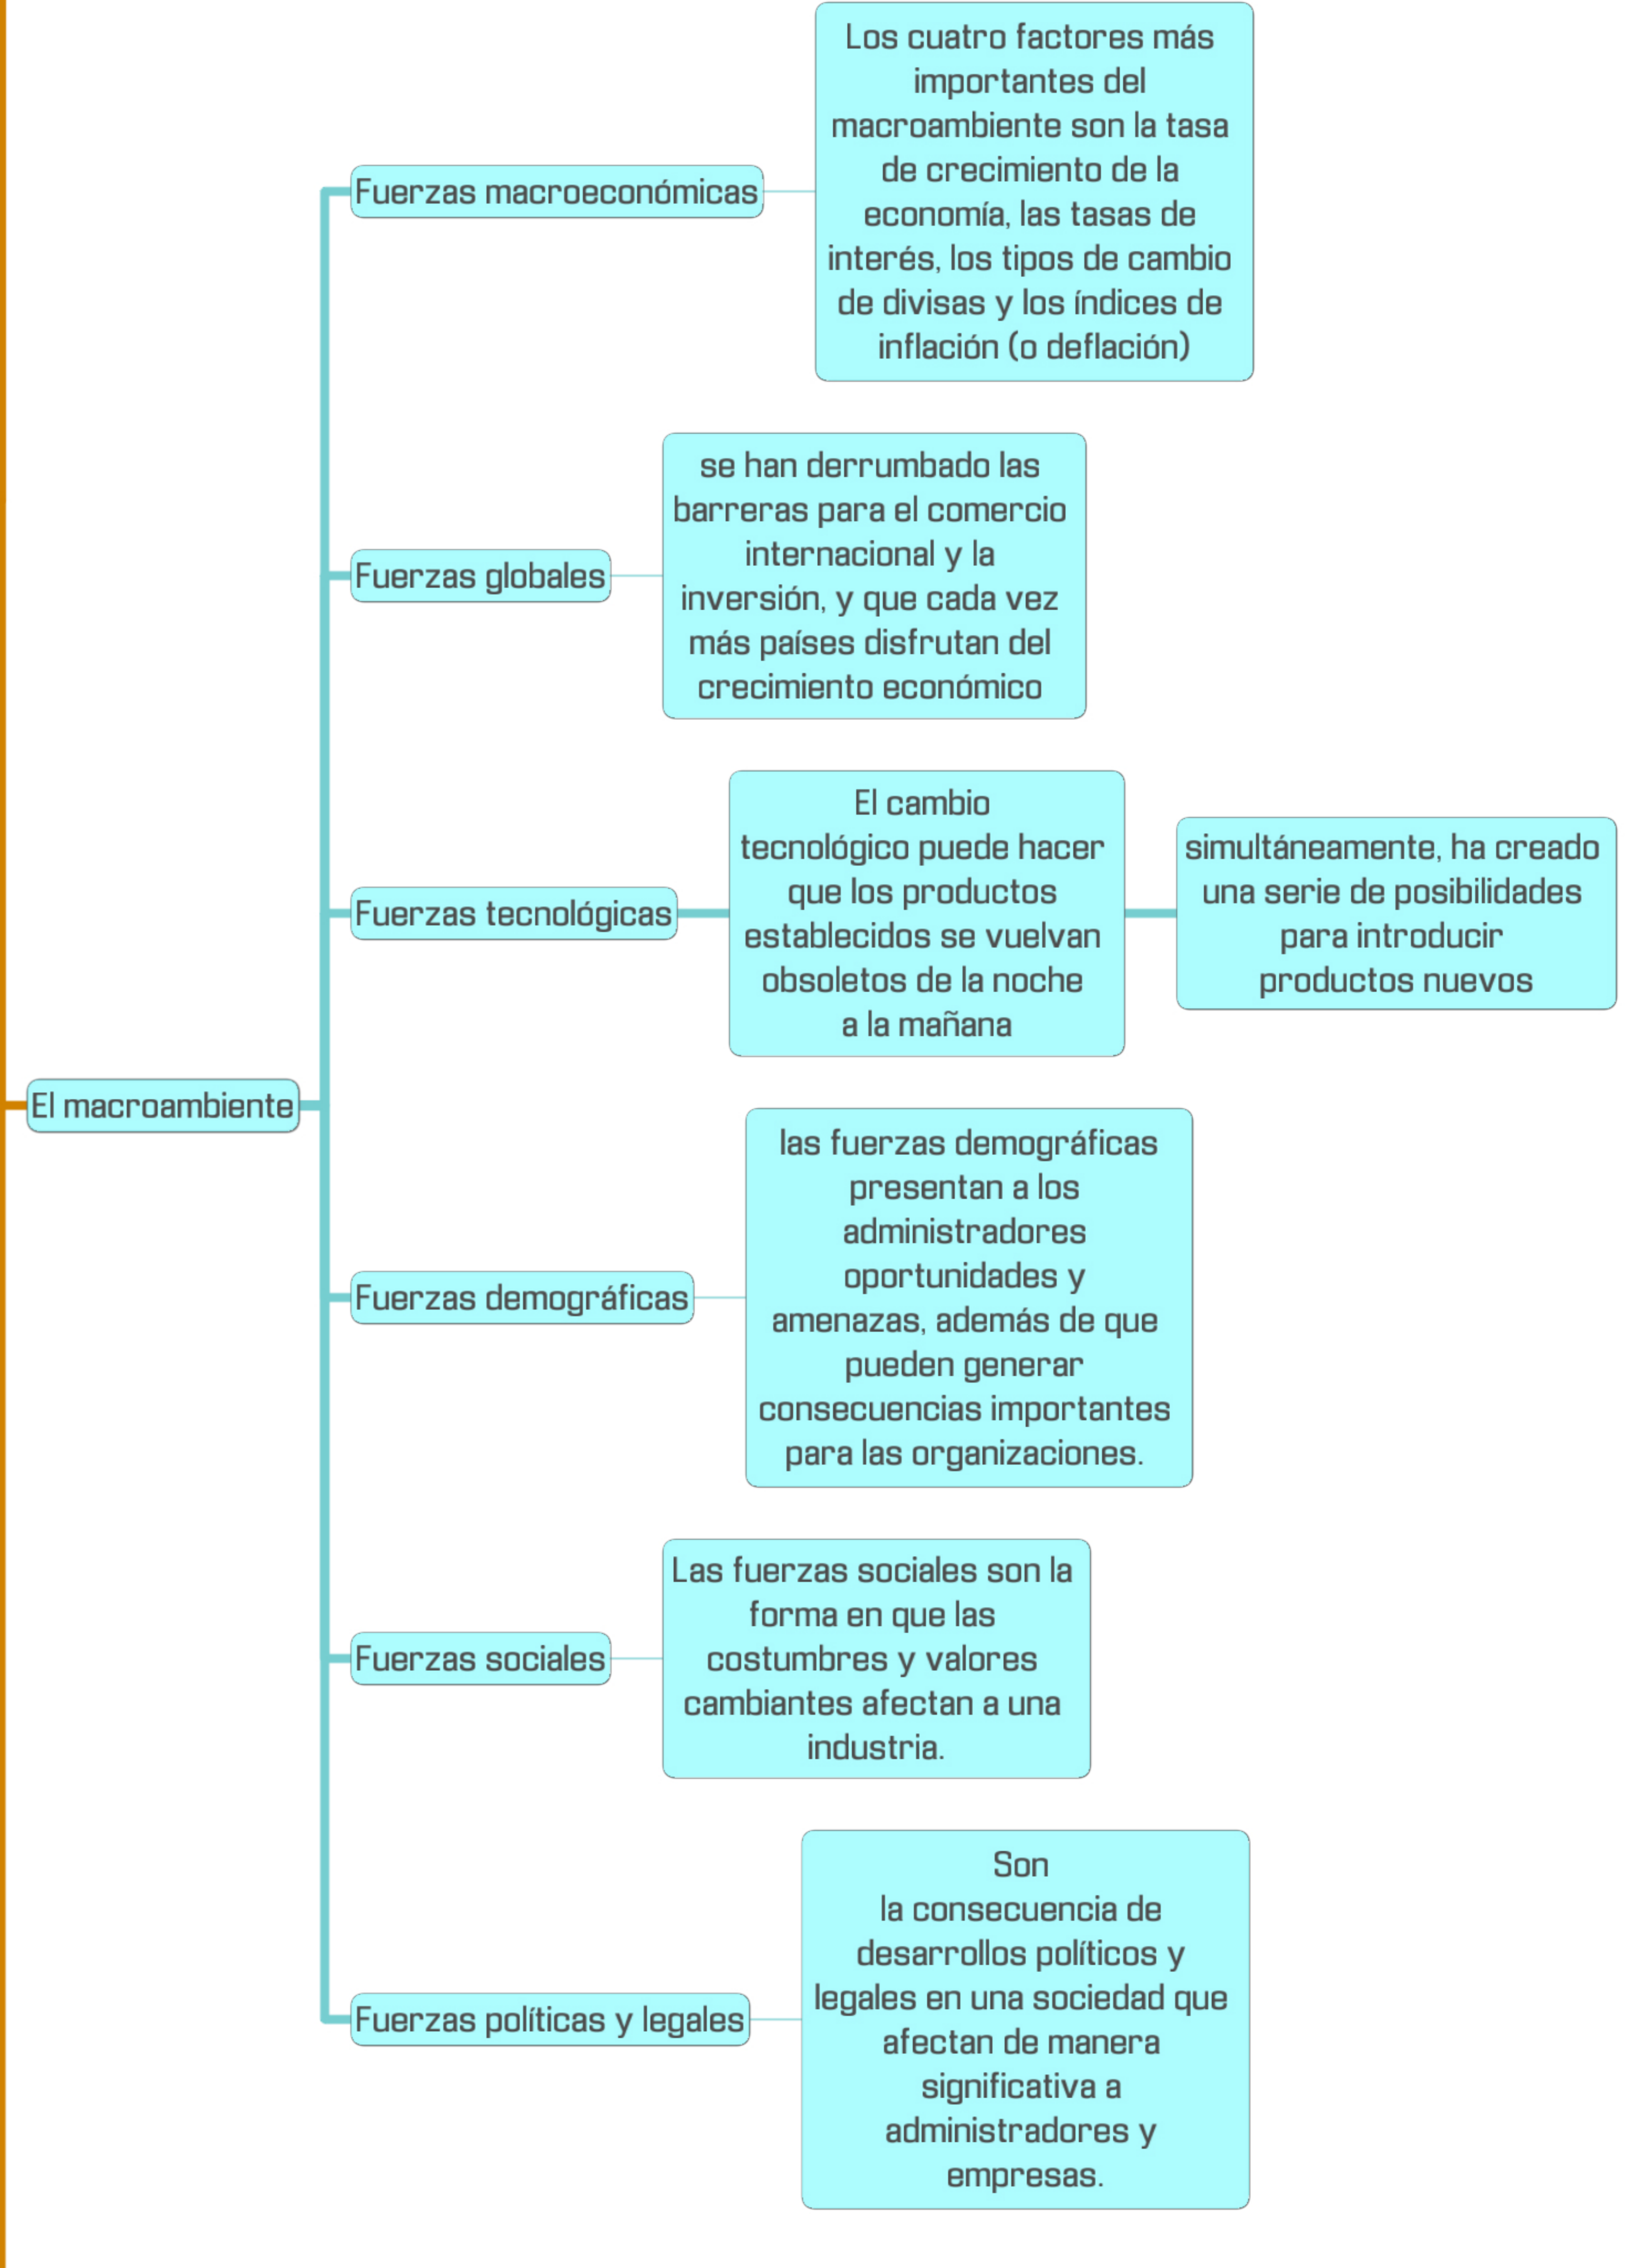 El macroambiente
Fuerzas macroeconómicas
Los cuatro factores más
importantes del
macroambiente son la tasa
de crecimiento de la
economía, las tasas de
interés, los tipos de cambio
de divisas y los índices de
inflación (o deflación)
Fuerzas globales
se han derrumbado las
barreras para el comercio
internacional y la
inversión, y que cada vez
más países disfrutan del
crecimiento económico
Fuerzas tecnológicas
El cambio
tecnológico puede hacer
que los productos
establecidos se vuelvan
obsoletos de la noche
a la mañana
simultáneamente, ha creado
una serie de posibilidades
para introducir
productos nuevos
Fuerzas demográficas
las fuerzas demográficas
presentan a los
administradores
oportunidades y
amenazas, además de que
pueden generar
consecuencias importantes
para las organizaciones.
Fuerzas sociales
Las fuerzas sociales son la
forma en que las
costumbres y valores
cambiantes afectan a una
industria.
Fuerzas políticas y legales
Son
la consecuencia de
desarrollos políticos y
legales en una sociedad que
afectan de manera
significativa a
administradores y
empresas.